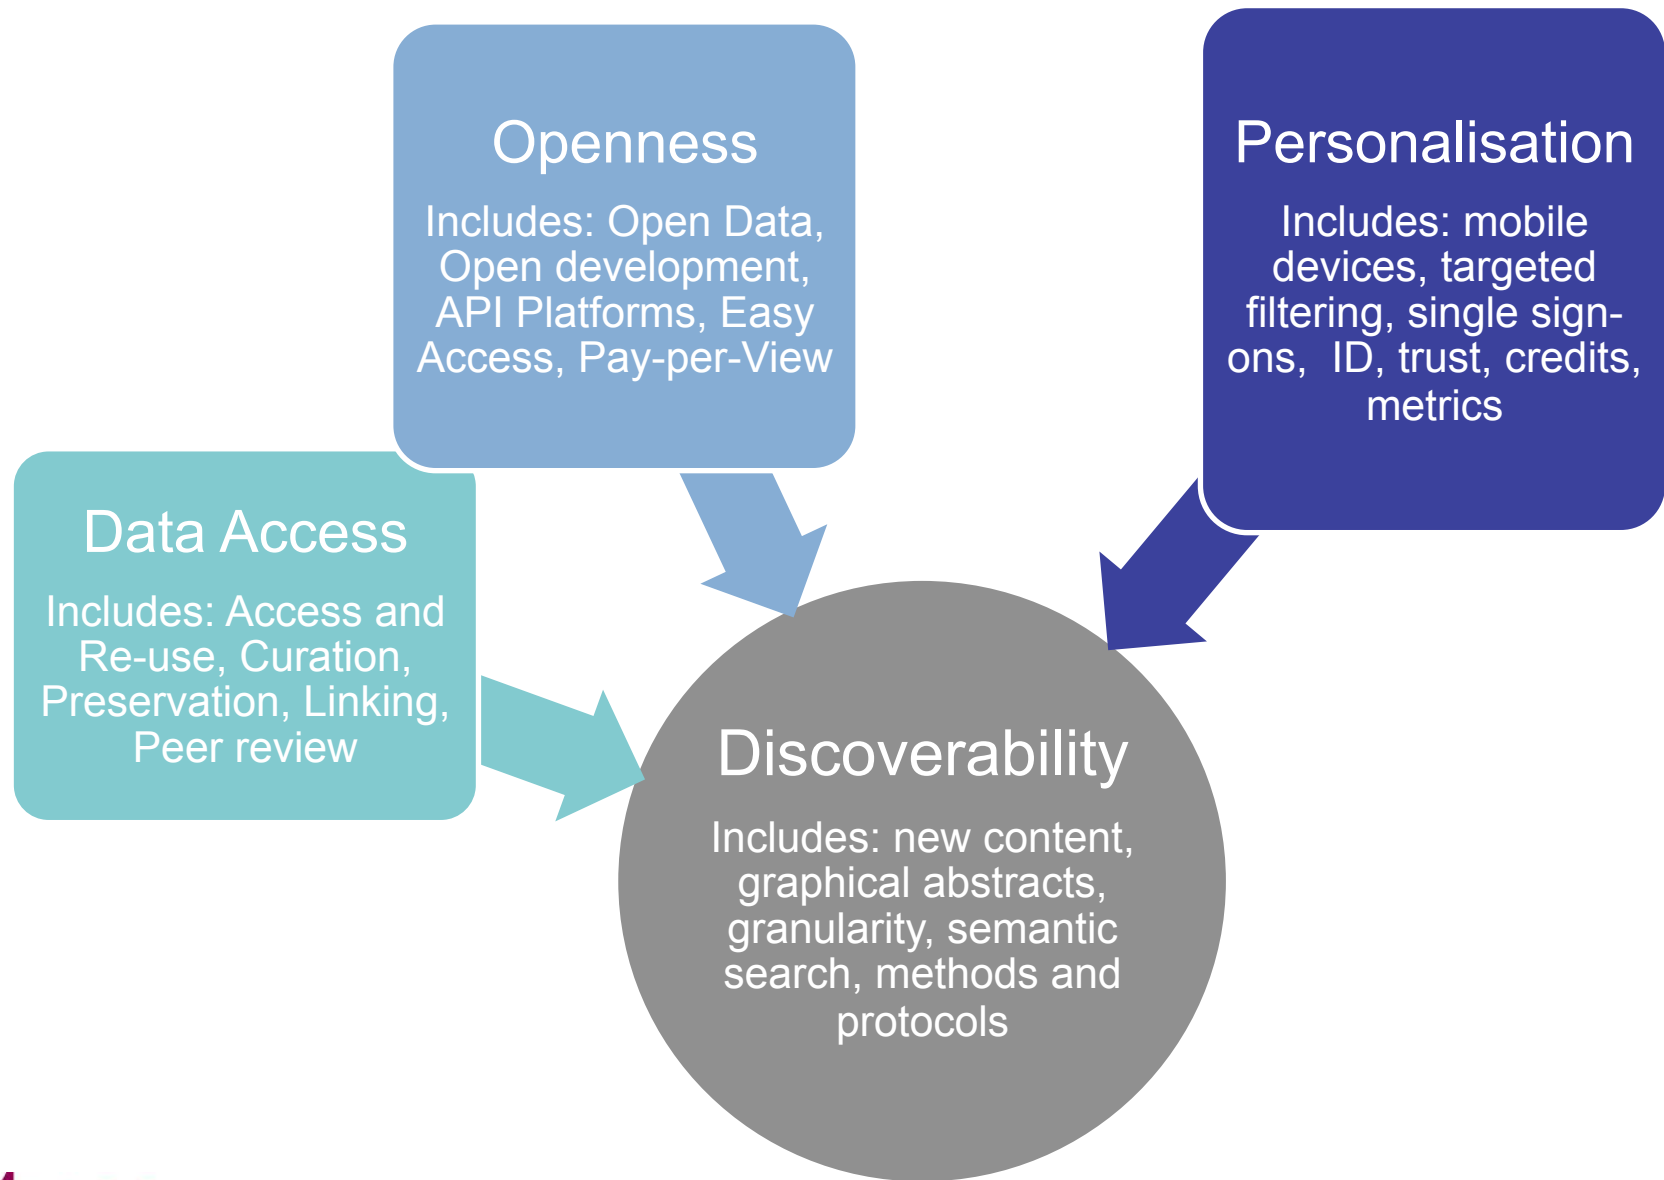 Openness
Includes: Open Data,
Open development,
API Platforms, Easy
Access, Pay-per-View
Personalisation
Includes: mobile
devices, targeted
filtering, single sign-
ons,  ID, trust, credits,
metrics
Data Access
Includes: Access and
Re-use, Curation,
Preservation, Linking,
Peer review
Discoverability
Includes: new content,
graphical abstracts,
granularity, semantic
search, methods and
protocols